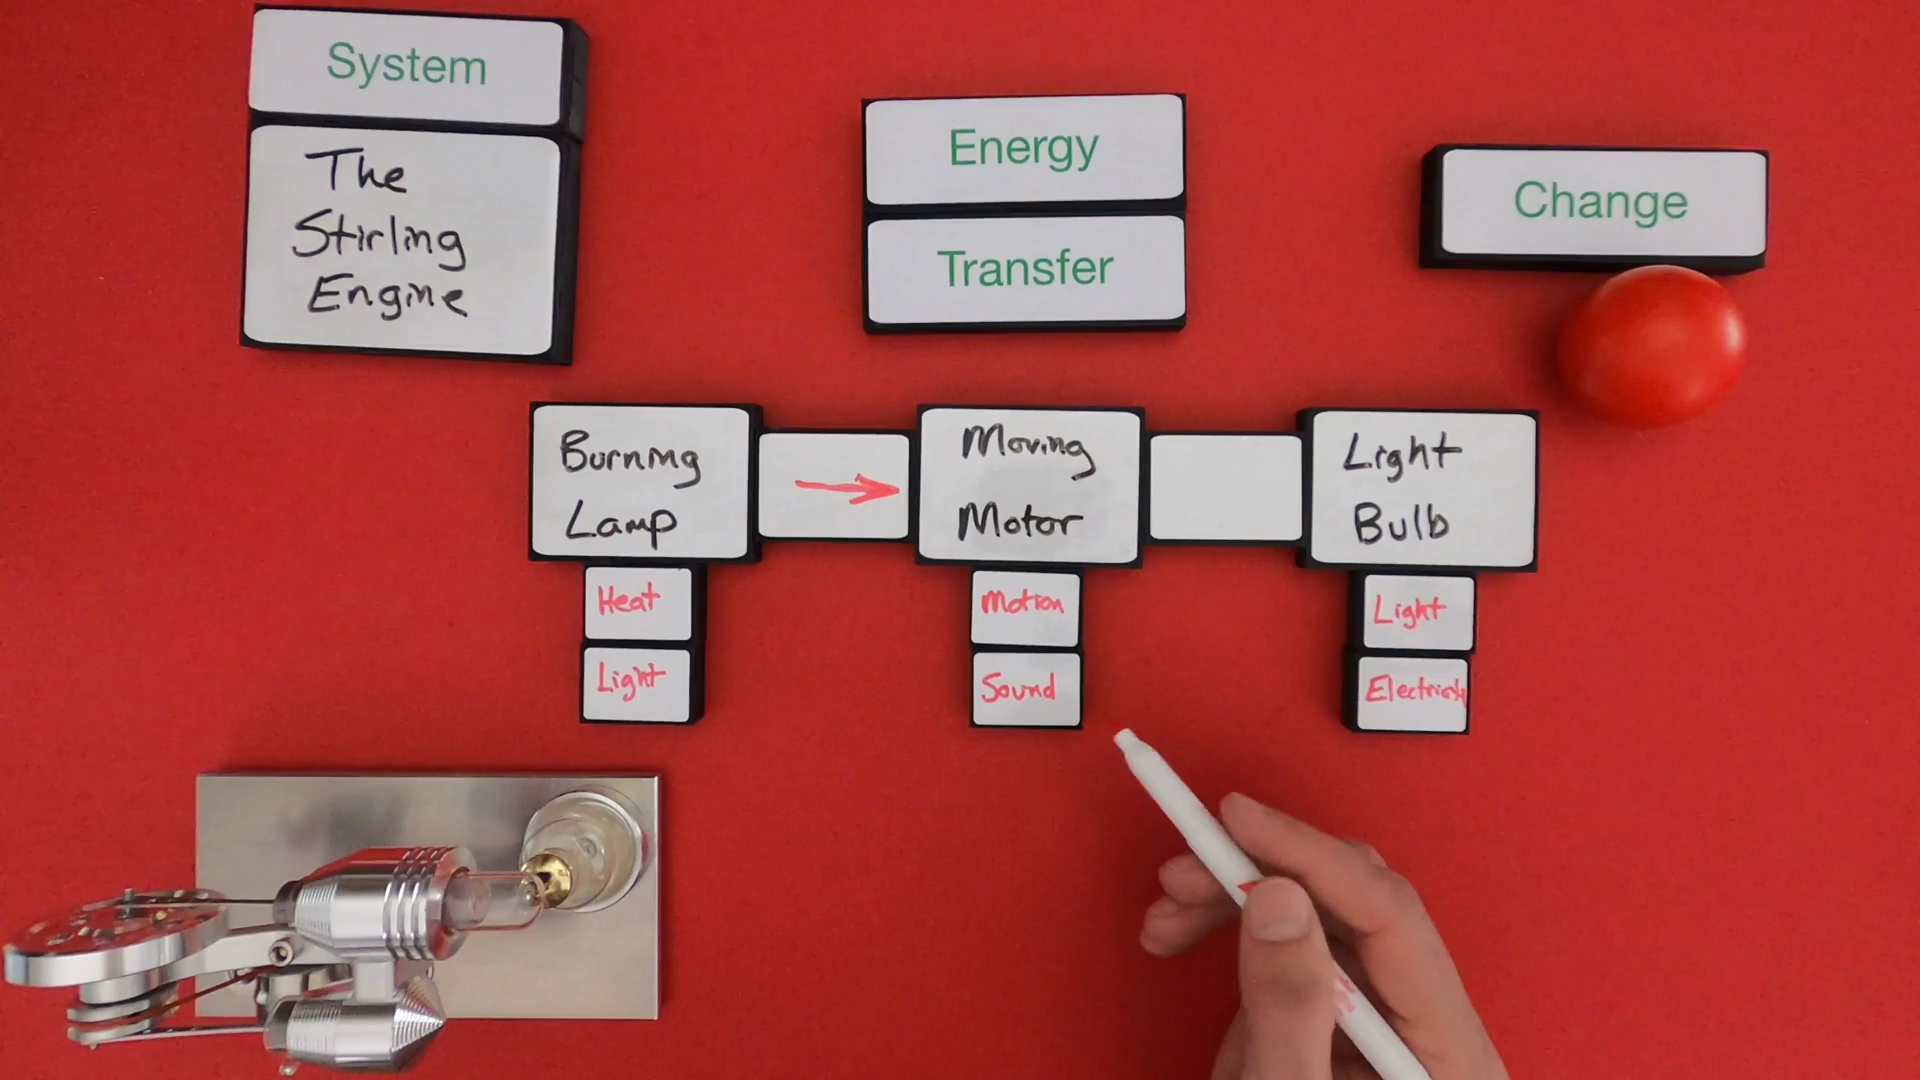 System
The
Stirling
Engine
Energy
Transfer
Change
Burning
Lamp
Moving
Motor
Light
Bulb
Heat
Light
Motion
Sound
Light
Electricity